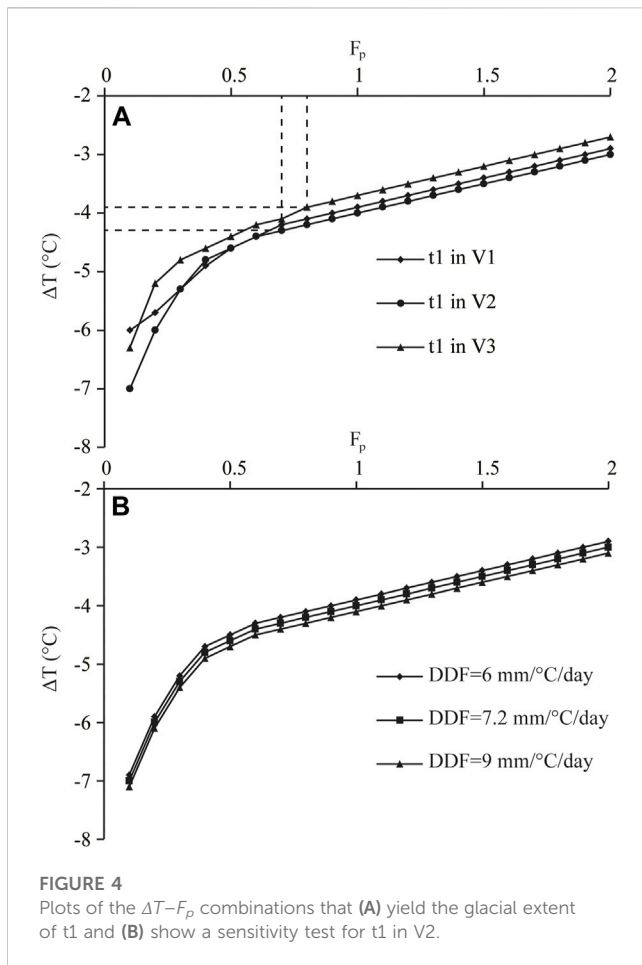 F_p
0 0.5 1 1.5 2
-2
A
-3
-4
-5
-6
-7
-8
ΔT (°C)
t1 in V1
t1 in V2
t1 in V3
F_p
0 0.5 1 1.5 2
-2
B
-3
-4
-5
-6
-7
-8
ΔT (°C)
DDF=6 mm/°C/day
DDF=7.2 mm/°C/day
DDF=9 mm/°C/day
FIGURE 4
Plots of the ΔT–F_p combinations that (A) yield the glacial extent
of t1 and (B) show a sensitivity test for t1 in V2.